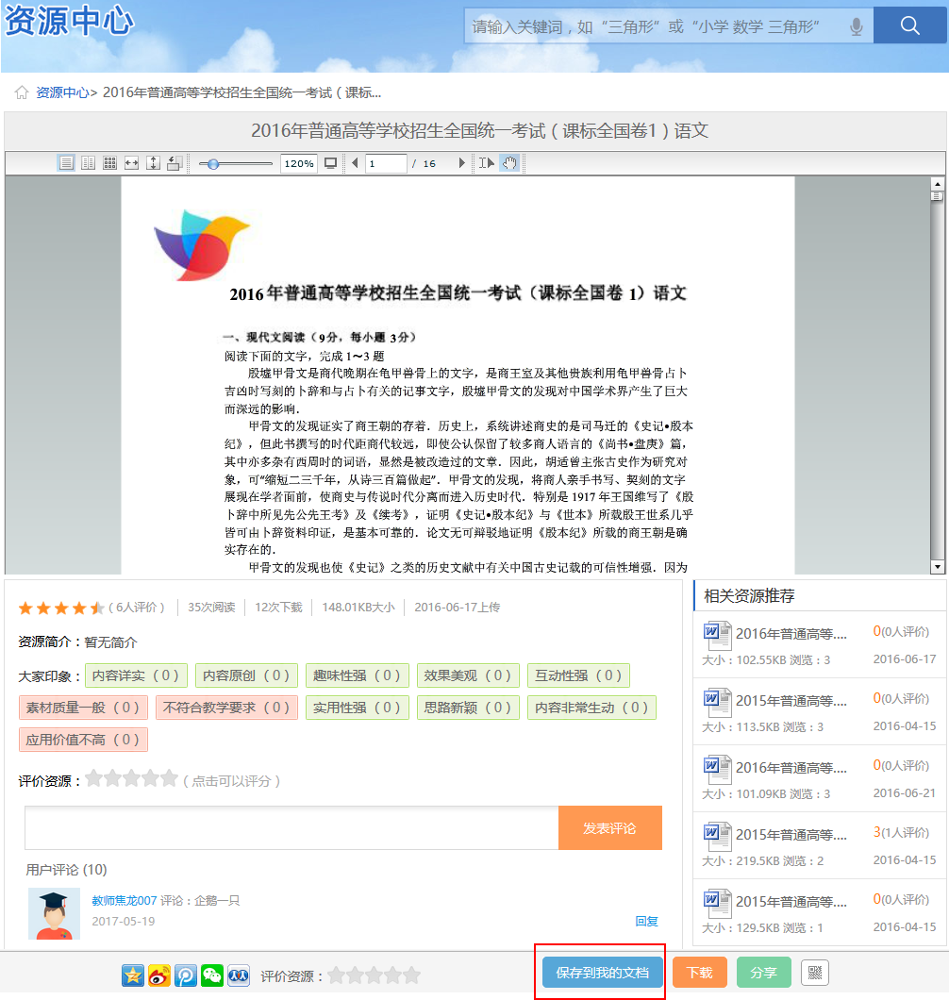 资源中心
请输入关键词，如“三角形”或“小学 数学 三角形”
资源中心> 2016年普通高等学校招生全国统一考试（课标...
2016年普通高等学校招生全国统一考试（课标全国卷1）语文
120% 1 / 16
2016年普通高等学校招生全国统一考试（课标全国卷 1）语文
一、现代文阅读（9分，每小题 3分）
阅读下面的文字，完成1～3 题
殷墟甲骨文是商代晚期在龟甲兽骨上的文字，是商王室及其他贵族利用龟甲兽骨占卜
吉凶时写刻的卜辞和与占卜有关的记事文字，殷墟甲骨文的发现对中国学术界产生了巨大
而深远的影响．
甲骨文的发现证实了商王朝的存着．历史上，系统讲述商史的是司马迁的《史记•殷本
纪》，但此书撰写的时代距商代较远，即使公认保留了较多商人语言的《尚书•盘庚》篇，
其中亦多杂有西周时的词语，显然是被改造过的文章．因此，胡适曾主张古史作为研究对
象，可“缩短二三千年，从诗三百篇做起”．甲骨文的发现，将商人亲手书写、契刻的文字
展现在学者面前，使商史与传说时代分离而进入历史时代．特别是 1917 年王国维写了《殷
卜辞中所见先公先王考》及《续考》，证明《史记•殷本纪》与《世本》所载殷王世系几乎
皆可由卜辞资料印证，是基本可靠的．论文无可辩驳地证明《殷本纪》所载的商王朝是确
实存在的．
甲骨文的发现也使《史记》之类的历史文献中有关中国古史记载的可信性增强．因为
（6人评价） 35次阅读 12次下载 148.01KB大小 2016-06-17上传
资源简介：暂无简介
大家印象： 内容详实 （0） 内容原创 （0） 趣味性强 （0） 效果美观 （0） 互动性强 （0）
素材质量一般 （0） 不符合教学要求 （0） 实用性强 （0） 思路新颖 （0） 内容非常生动 （0）
应用价值不高 （0）
评价资源： （点击可以评分）
发表评论
用户评论 (10)
教师焦龙007 评论：企鹅一只
2017-05-19
回复
相关资源推荐
2016年普通高等.... 0(0人评价)
大小：102.55KB 浏览：3 2016-06-17
2015年普通高等.... 0(0人评价)
大小：113.5KB 浏览：3 2016-04-15
2016年普通高等.... 0(0人评价)
大小：101.09KB 浏览：3 2016-06-21
2015年普通高等.... 3(1人评价)
大小：219.5KB 浏览：2 2016-04-15
2015年普通高等.... 0(0人评价)
大小：129.5KB 浏览：1 2016-04-15
评价资源： 保存到我的文档 下载 分享